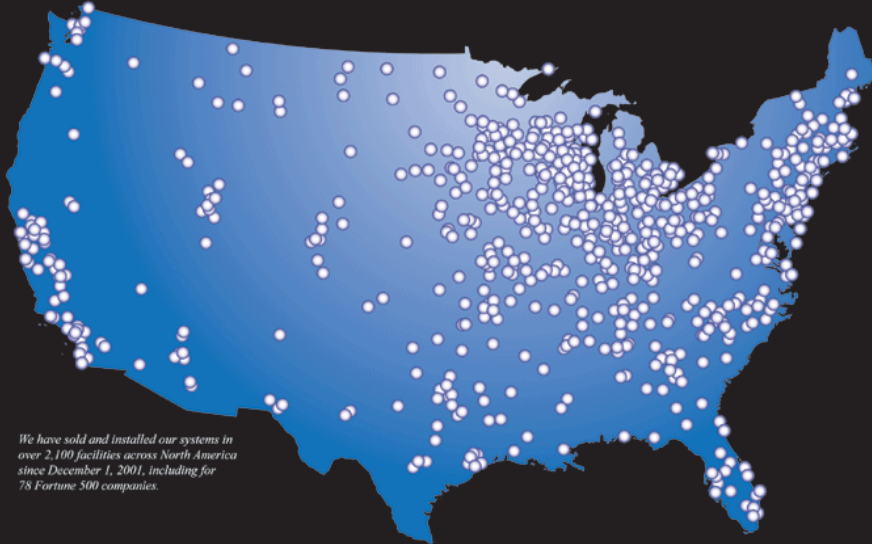 We have sold and installed our systems in
over 2,100 facilities across North America
since December 1, 2001, including for
78 Fortune 500 companies.